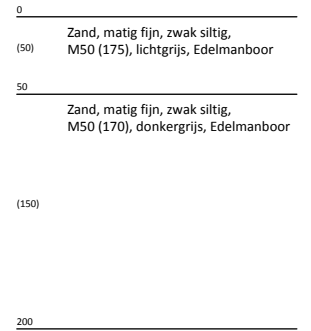 0
(50)
Zand, matig fijn, zwak siltig,
M50 (175), lichtgrijs, Edelmanboor
50
Zand, matig fijn, zwak siltig,
M50 (170), donkergrijs, Edelmanboor
(150)
200